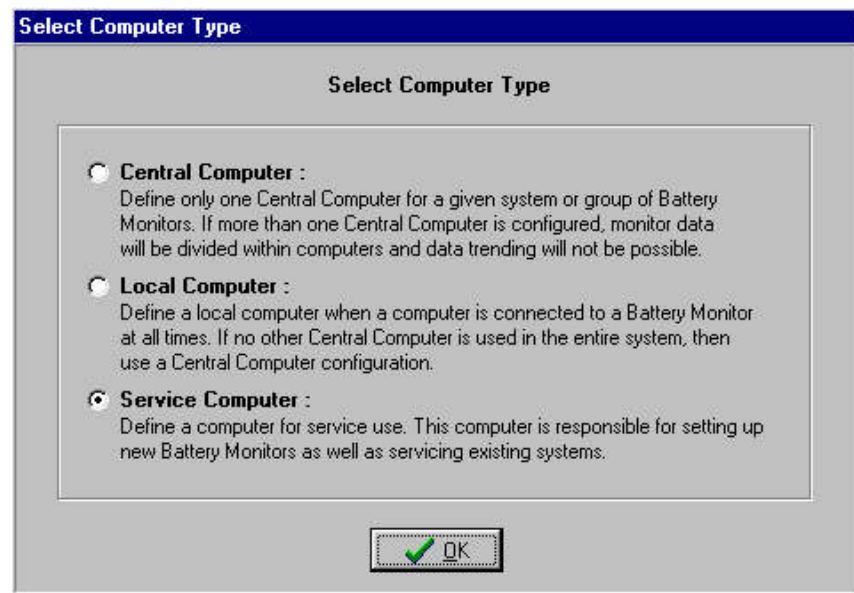 Select Computer Type
Select Computer Type
Central Computer :
Define only one Central Computer for a given system or group of Battery
Monitors. If more than one Central Computer is configured, monitor data
will be divided within computers and data trending will not be possible.
Local Computer :
Define a local computer when a computer is connected to a Battery Monitor
at all times. If no other Central Computer is used in the entire system, then
use a Central Computer configuration.
Service Computer :
Define a computer for service use. This computer is responsible for setting up
new Battery Monitors as well as servicing existing systems.
OK